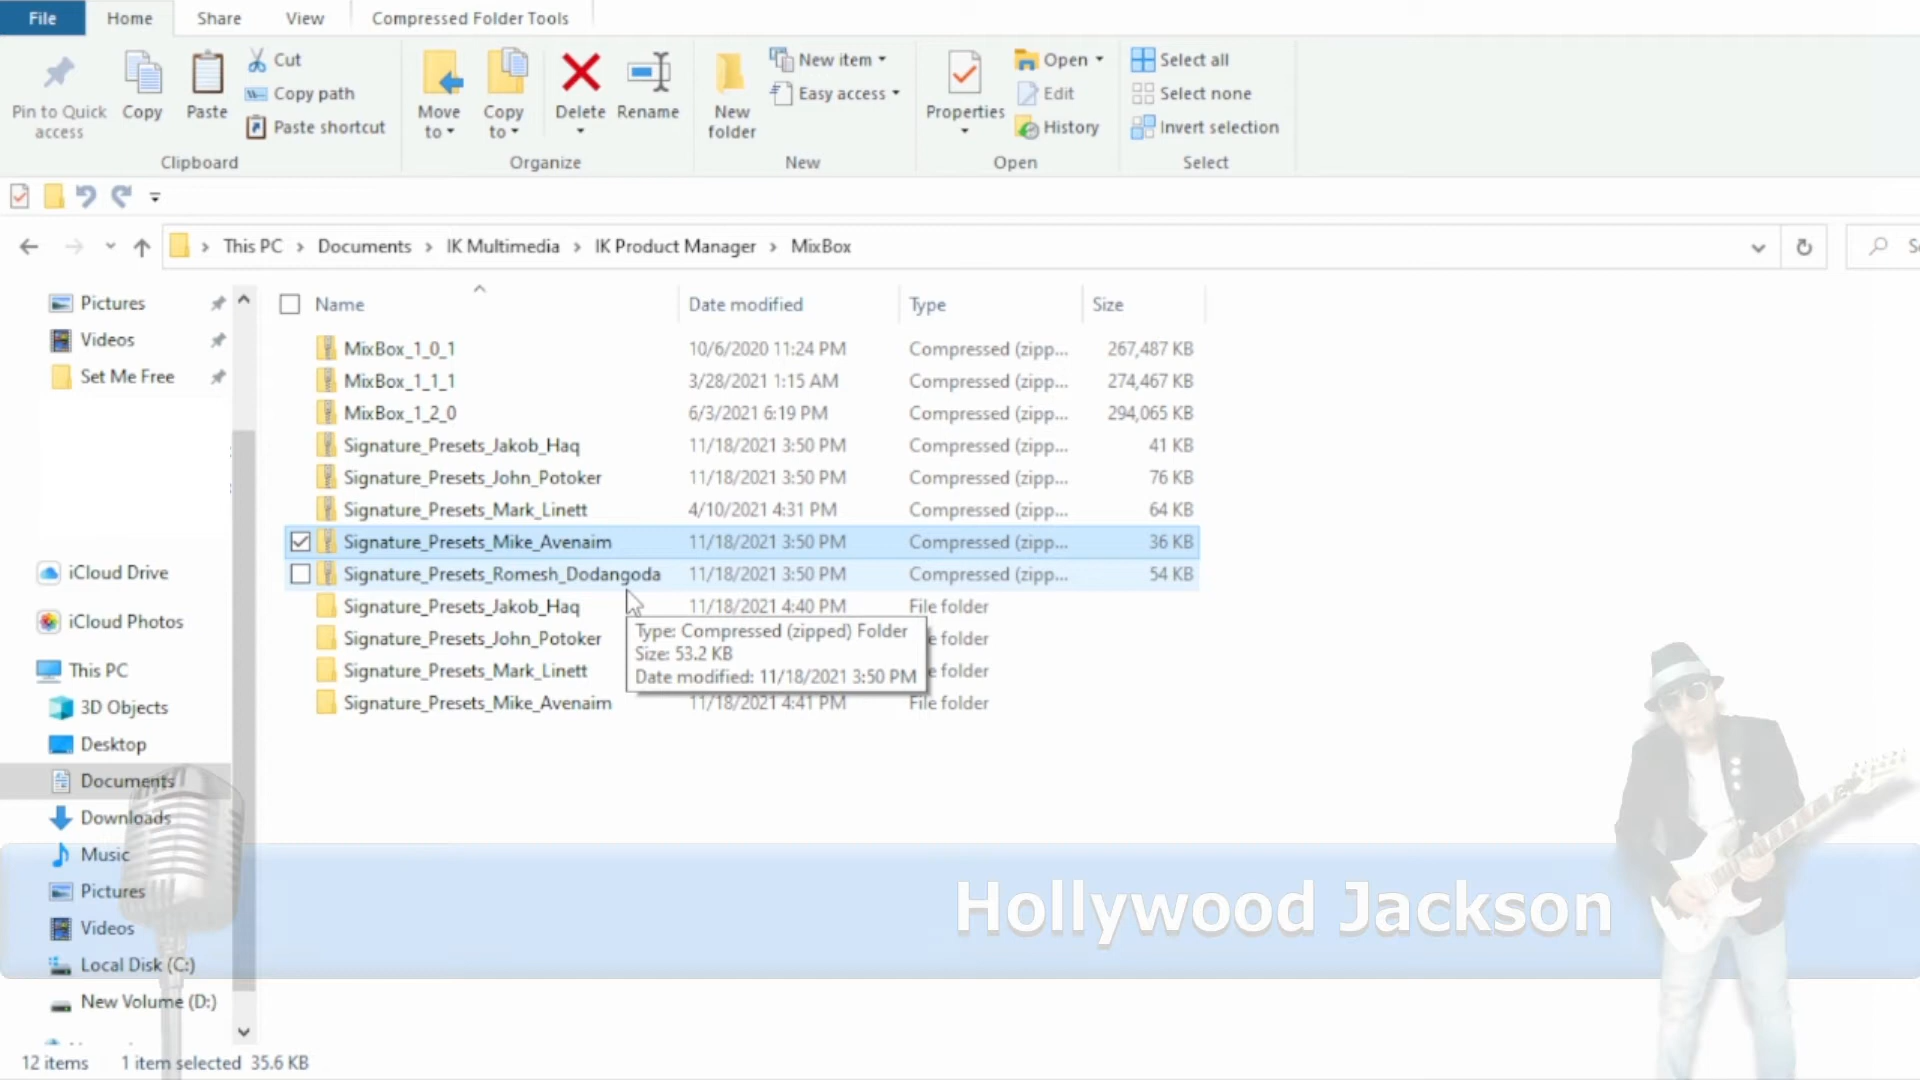 File Home Share View Compressed Folder Tools
Pin to Quick access
Copy
Paste
Cut
Copy path
Paste shortcut
Clipboard
Move to
Copy to
Delete
Rename
Organize
New folder
New item
Easy access
New
Properties
Open
Edit
History
Open
Select all
Select none
Invert selection
Select
This PC > Documents > IK Multimedia > IK Product Manager > MixBox
Pictures
Videos
Set Me Free
iCloud Drive
iCloud Photos
This PC
3D Objects
Desktop
Documents
Downloads
Music
Pictures
Videos
Local Disk (C:)
New Volume (D:)
Name Date modified Type Size
MixBox_1_0_1 10/6/2020 11:24 PM Compressed (zipp... 267,487 KB
MixBox_1_1_1 3/28/2021 1:15 AM Compressed (zipp... 274,467 KB
MixBox_1_2_0 6/3/2021 6:19 PM Compressed (zipp... 294,065 KB
Signature_Presets_Jakob_Haq 11/18/2021 3:50 PM Compressed (zipp... 41 KB
Signature_Presets_John_Potoker 11/18/2021 3:50 PM Compressed (zipp... 76 KB
Signature_Presets_Mark_Linett 4/10/2021 4:31 PM Compressed (zipp... 64 KB
Signature_Presets_Mike_Avenaim 11/18/2021 3:50 PM Compressed (zipp... 36 KB
Signature_Presets_Romesh_Dodangoda 11/18/2021 3:50 PM Compressed (zipp... 54 KB
Signature_Presets_Jakob_Haq 11/18/2021 4:40 PM File folder
Signature_Presets_John_Potoker
Signature_Presets_Mark_Linett
Signature_Presets_Mike_Avenaim 11/18/2021 4:41 PM File folder
Type: Compressed (zipped) Folder
Size: 53.2 KB
Date modified: 11/18/2021 3:50 PM
Hollywood Jackson
12 items 1 item selected 35.6 KB